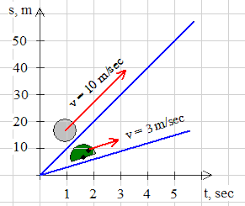 s, m
50
40
30
20
10
v = 10 m/sec
v = 3 m/sec
1 2 3 4 5 t, sec